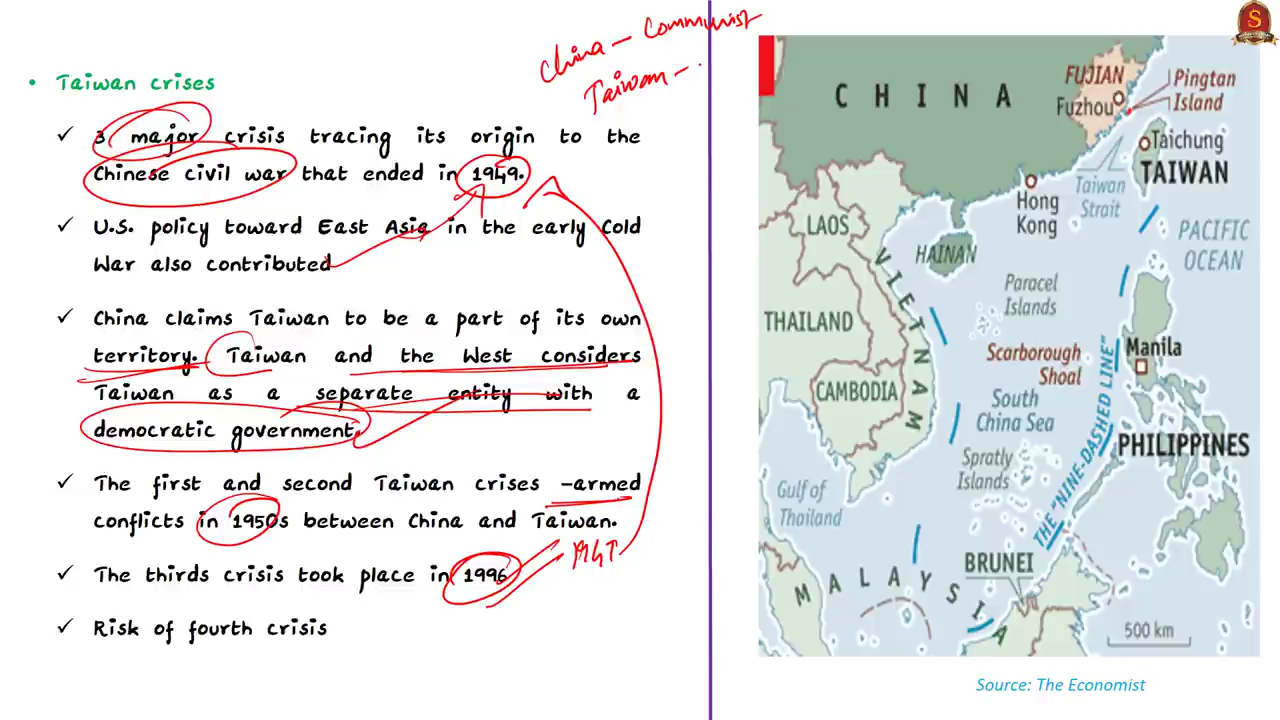 China – Communist
Taiwan –
• Taiwan crises
✓ 3 major crisis tracing its origin to the
Chinese civil war that ended in 1949.
✓ U.S. policy toward East Asia in the early Cold
War also contributed
✓ China claims Taiwan to be a part of its own
territory. Taiwan and the West considers
Taiwan as a separate entity with a
democratic government.
✓ The first and second Taiwan crises -armed
conflicts in 1950s between China and Taiwan.
✓ The thirds crisis took place in 1996
✓ Risk of fourth crisis
S
CHINA
FUJIAN
Fuzhou
Pingtan
Island
Taichung
TAIWAN
Taiwan
Strait
Hong
Kong
LAOS
HAINAN
PACIFIC
OCEAN
VIETNAM
Paracel
Islands
THAILAND
Scarborough
Shoal
Manila
CAMBODIA
South
China Sea
THE "NINE-DASHED LINE"
PHILIPPINES
Spratly
Islands
Gulf of
Thailand
BRUNEI
MALAYSIA
500 km
Source: The Economist